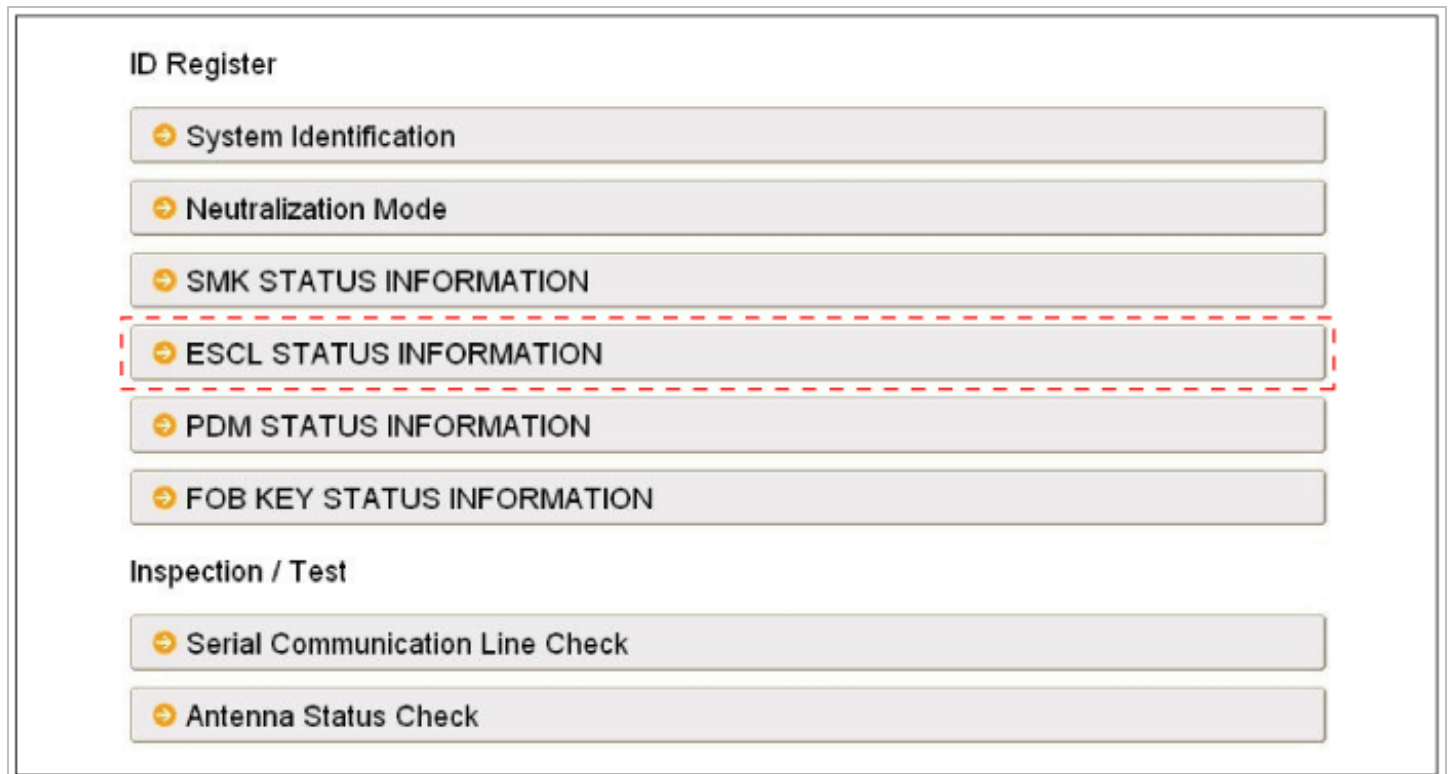 ID Register
System Identification
Neutralization Mode
SMK STATUS INFORMATION
ESCL STATUS INFORMATION
PDM STATUS INFORMATION
FOB KEY STATUS INFORMATION
Inspection / Test
Serial Communication Line Check
Antenna Status Check